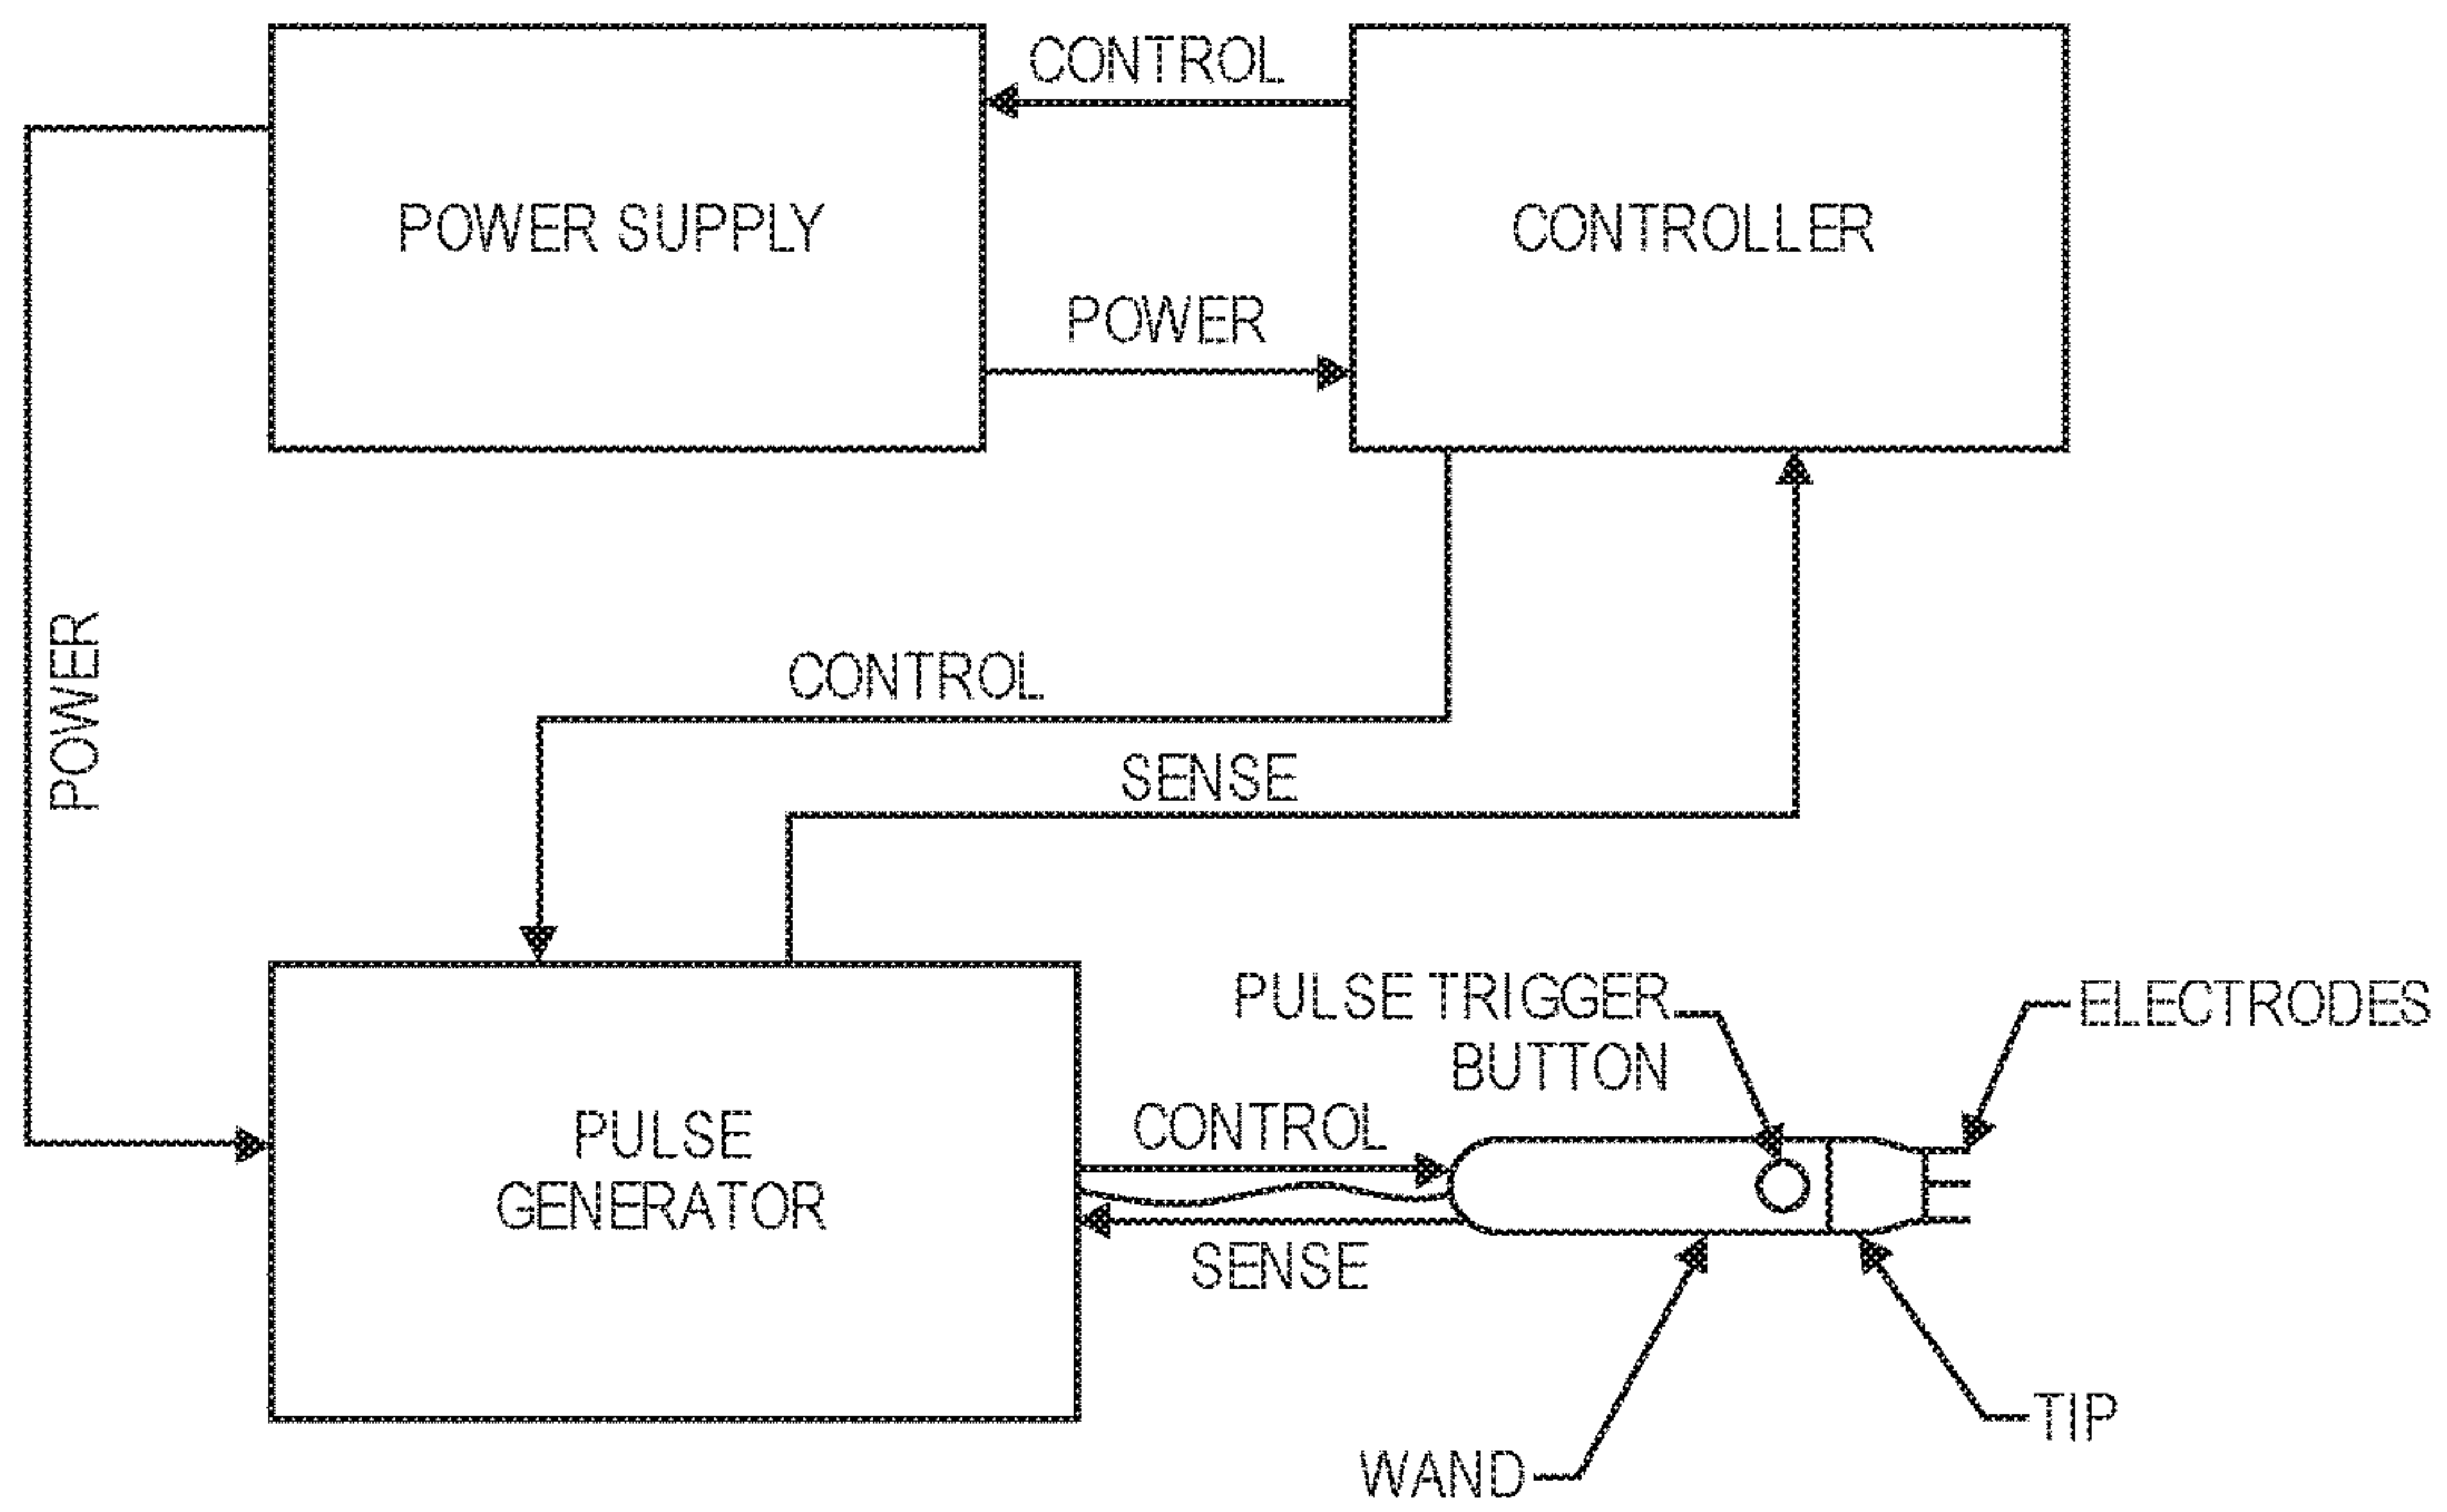 CONTROL
POWER SUPPLY
CONTROLLER
POWER
POWER
CONTROL
SENSE
PULSE TRIGGER
BUTTON
ELECTRODES
PULSE
GENERATOR
CONTROL
SENSE
TIP
WAND